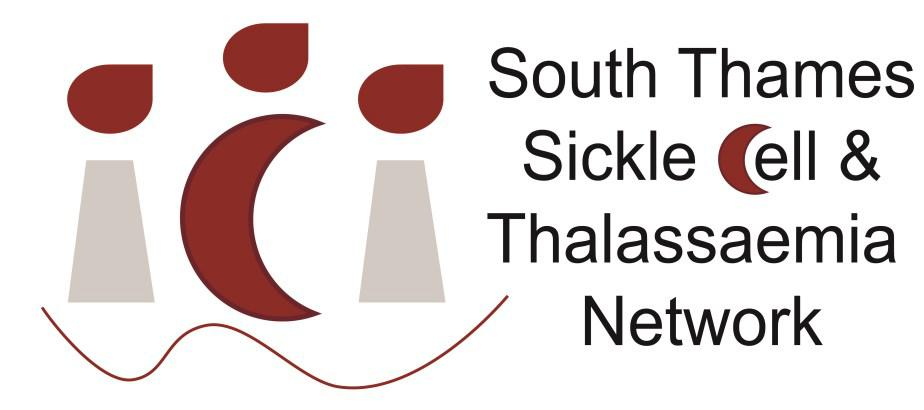 South Thames
Sickle Cell &
Thalassaemia
Network